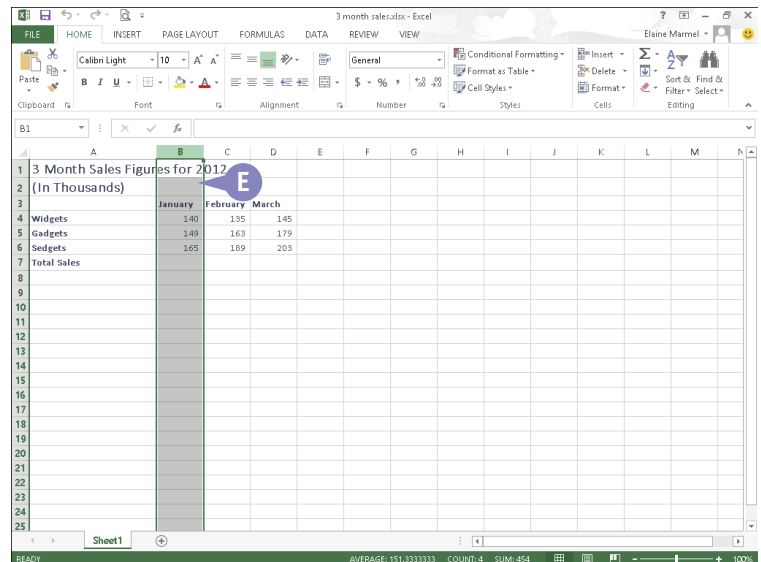 3 month sales.xlsx - Excel
FILE HOME INSERT PAGE LAYOUT FORMULAS DATA REVIEW VIEW Elaine Marmel
Paste
Calibri Light 10 A A
B I U A
General
$ % , .0 .00 .00 .0
Conditional Formatting
Format as Table
Cell Styles
Insert
Delete
Format
Σ
A Z
Sort & Filter
Find & Select
Clipboard Font Alignment Number Styles Cells Editing
B1 fx
A B C D E F G H I J K L M N
1 3 Month Sales Figures for 2012
2 (In Thousands)
E
3 January February March
4 Widgets 140 135 145
5 Gadgets 149 163 179
6 Sedgets 165 189 203
7 Total Sales
8
9
10
11
12
13
14
15
16
17
18
19
20
21
22
23
24
25
Sheet1
READY AVERAGE: 151.3333333 COUNT: 4 SUM: 454 100%